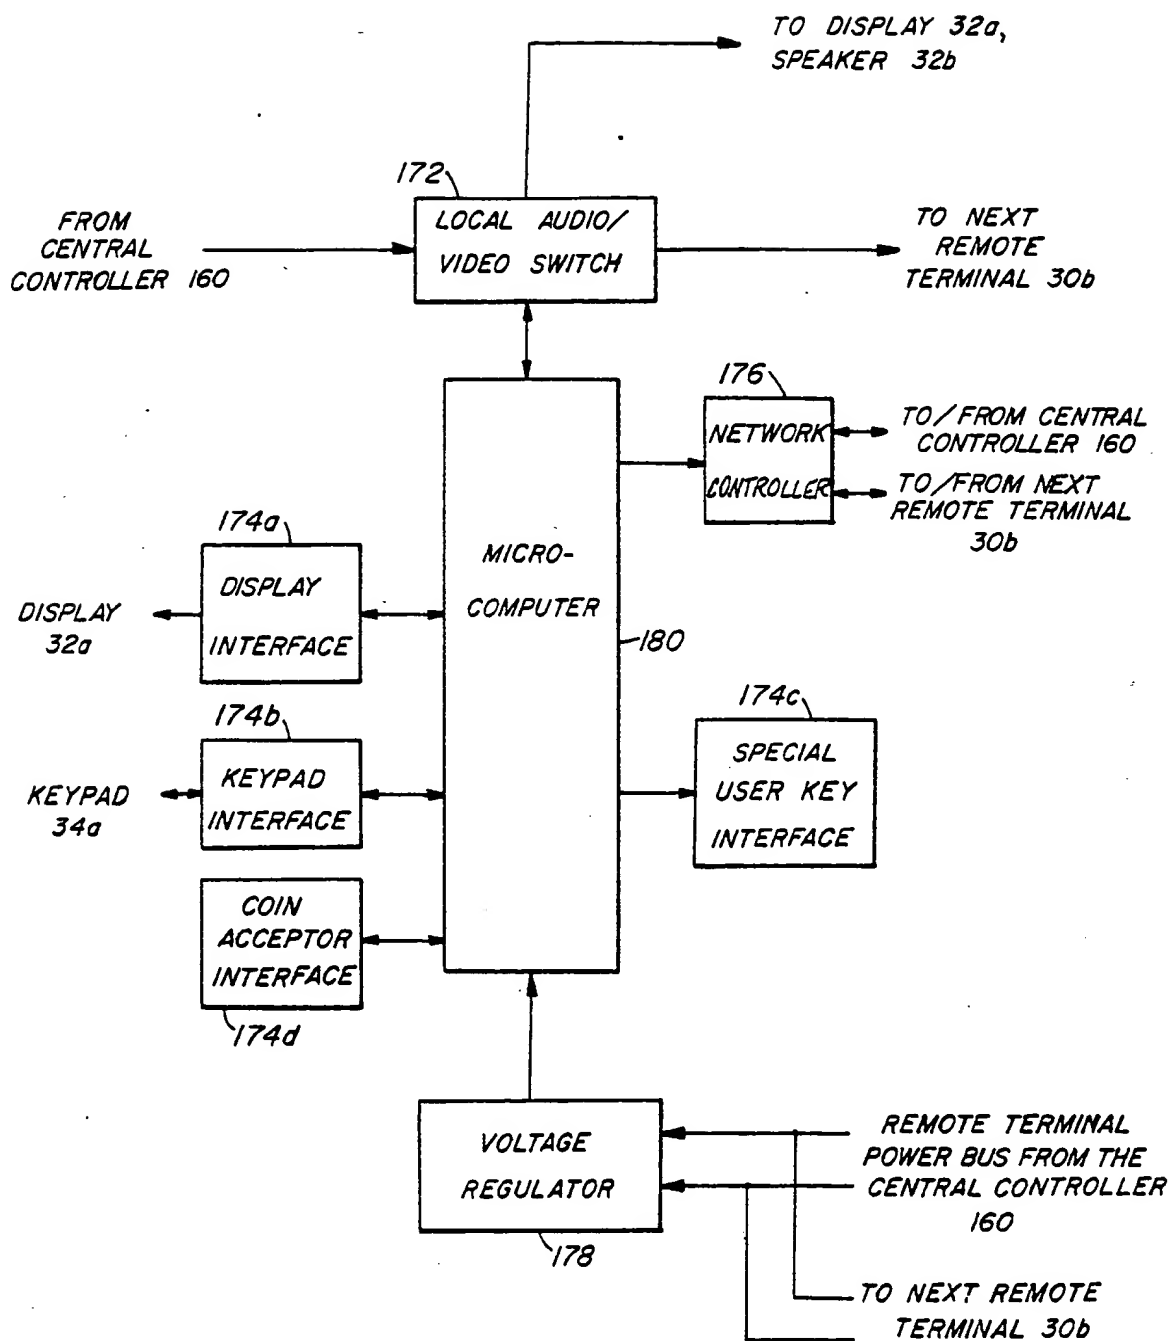 TO DISPLAY 32a,
SPEAKER 32b
172
LOCAL AUDIO/
VIDEO SWITCH
FROM
CENTRAL
CONTROLLER 160
TO NEXT
REMOTE
TERMINAL 30b
176
NETWORK
CONTROLLER
TO/FROM CENTRAL
CONTROLLER 160
TO/FROM NEXT
REMOTE TERMINAL
30b
MICRO-
COMPUTER
180
174a
DISPLAY
INTERFACE
DISPLAY
32a
174b
KEYPAD
INTERFACE
KEYPAD
34a
174c
SPECIAL
USER KEY
INTERFACE
COIN
ACCEPTOR
INTERFACE
174d
VOLTAGE
REGULATOR
178
REMOTE TERMINAL
POWER BUS FROM THE
CENTRAL CONTROLLER
160
TO NEXT REMOTE
TERMINAL 30b